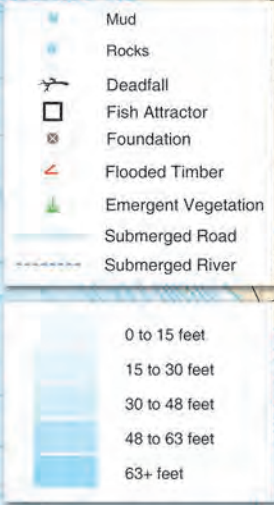 Mud
Rocks
Deadfall
Fish Attractor
Foundation
Flooded Timber
Emergent Vegetation
Submerged Road
Submerged River
0 to 15 feet
15 to 30 feet
30 to 48 feet
48 to 63 feet
63+ feet